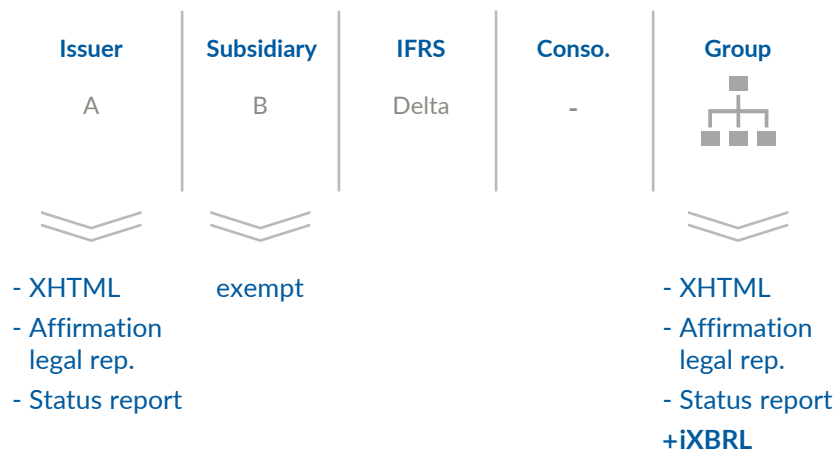 Issuer Subsidiary IFRS Conso. Group
A B Delta -
- XHTML exempt - XHTML
- Affirmation - Affirmation
legal rep. legal rep.
- Status report - Status report
+iXBRL